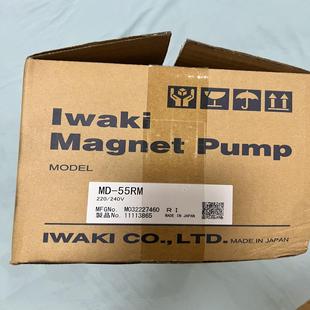 Iwaki
Magnet Pump
MODEL
MD-55RM
220/240V
MFGNo. M032227460 R I MADE IN JAPAN
製品No. 11113865
IWAKI CO., LTD. MADE IN JAPAN